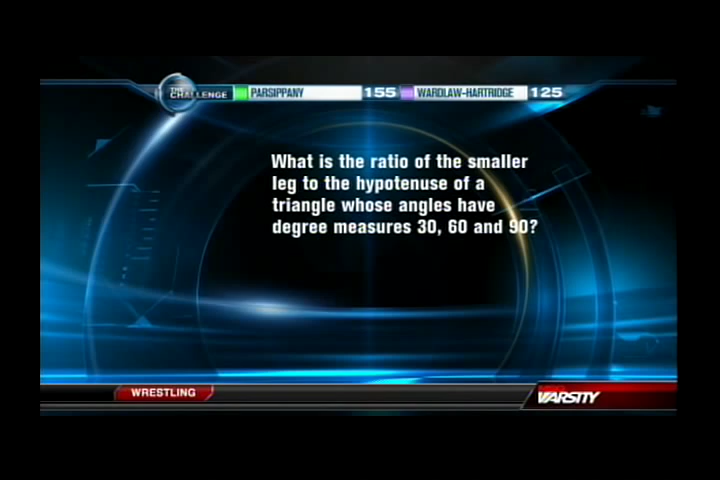 THE CHALLENGE PARSIPPANY 155 WARDLAW-HARTRIDGE 125
What is the ratio of the smaller
leg to the hypotenuse of a
triangle whose angles have
degree measures 30, 60 and 90?
WRESTLING
VARSITY